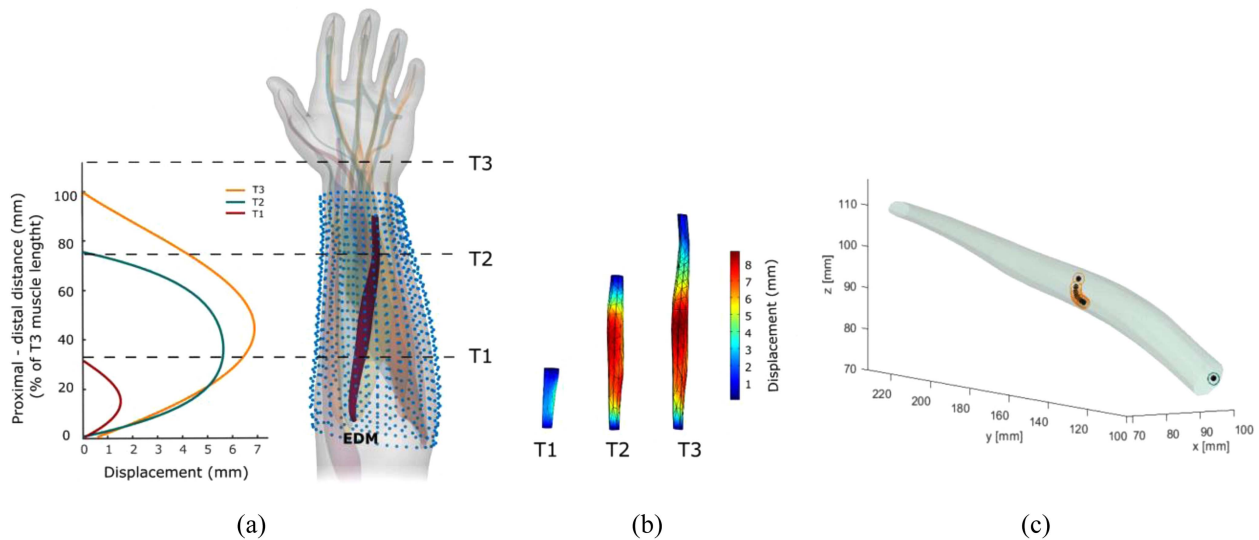 Proximal - distal distance (mm)
(% of T3 muscle lenght)
100
80
60
40
20
0
0 1 2 3 4 5 6 7
Displacement (mm)
T3
T2
T1
T3
T2
T1
EDM
T1
T2
T3
8
7
6
5
4
3
2
1
Displacement (mm)
z [mm]
110
100
90
80
70
220 200 180 160 140 120 100
y [mm]
70 80 90 100
x [mm]
(a)
(b)
(c)